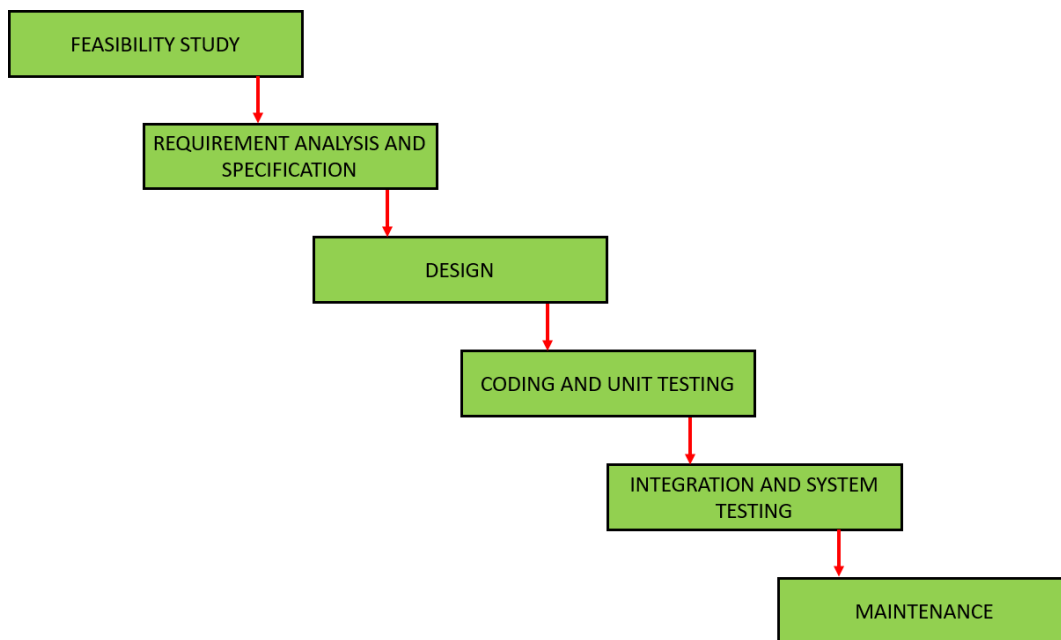 FEASIBILITY STUDY
REQUIREMENT ANALYSIS AND
SPECIFICATION
DESIGN
CODING AND UNIT TESTING
INTEGRATION AND SYSTEM
TESTING
MAINTENANCE